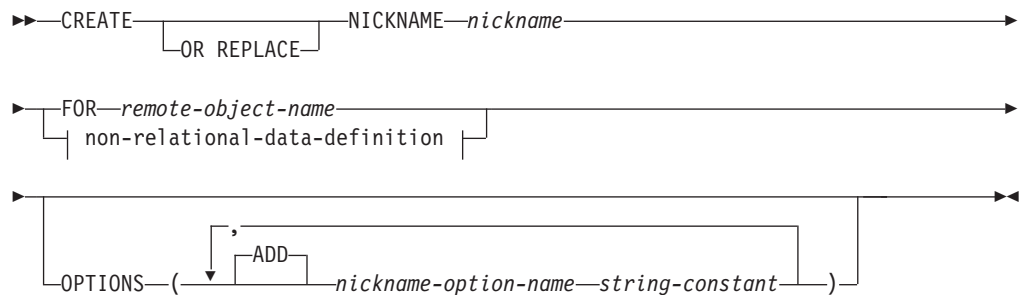 CREATE NICKNAME nickname
OR REPLACE
FOR remote-object-name
non-relational-data-definition
,
ADD
OPTIONS ( nickname-option-name string-constant )